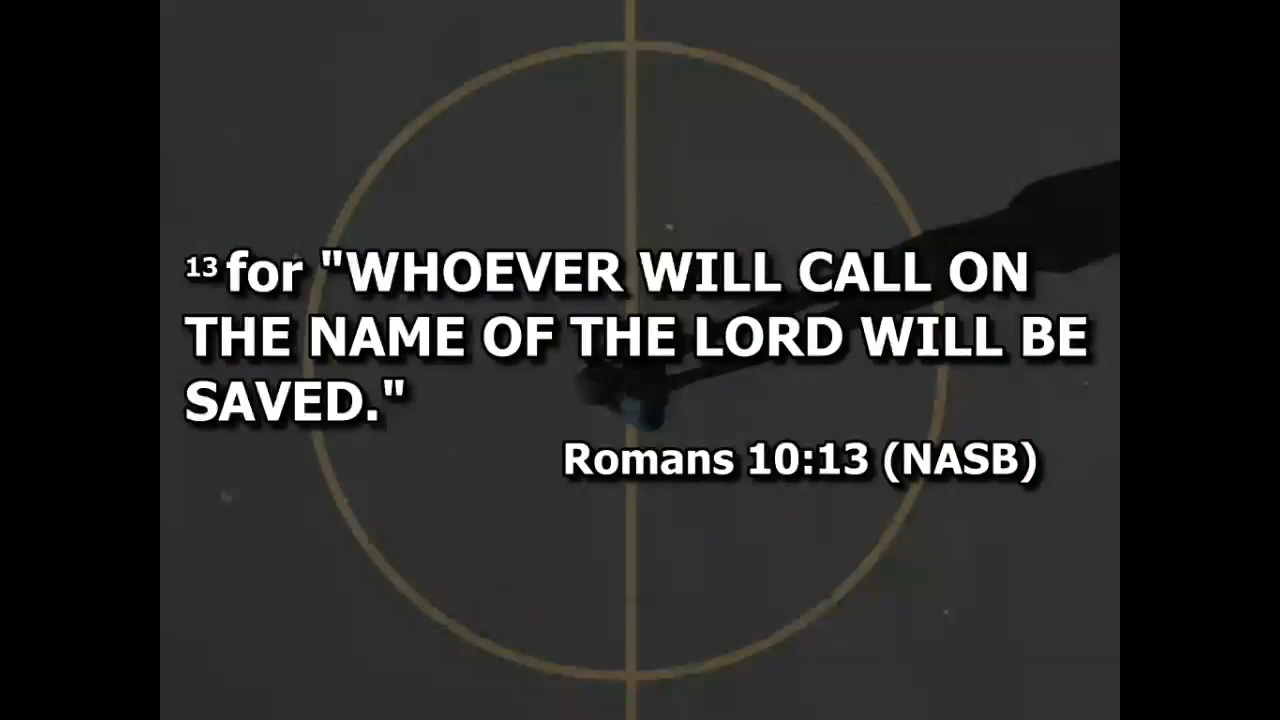 13 for "WHOEVER WILL CALL ON
THE NAME OF THE LORD WILL BE
SAVED."
Romans 10:13 (NASB)